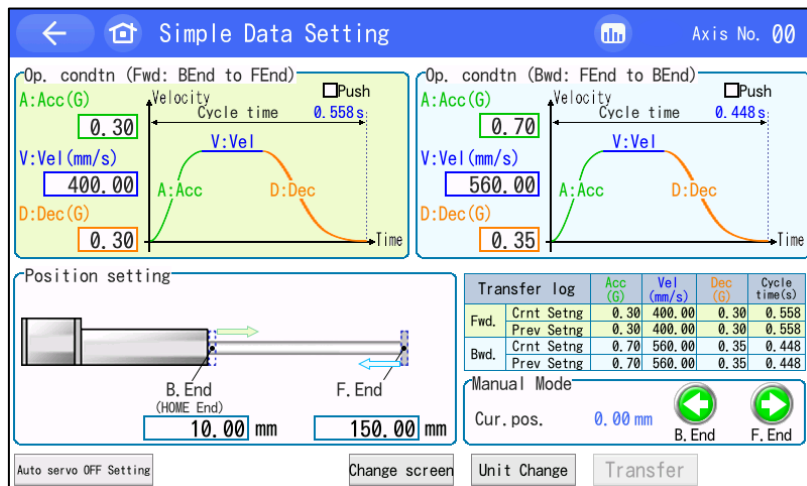 Simple Data Setting
Axis No. 00
Op. condtn (Fwd: BEnd to FEnd)
A:Acc(G)
0.30
V:Vel(mm/s)
400.00
D:Dec(G)
0.30
Push
Velocity
Cycle time
0.558s
V:Vel
A:Acc
D:Dec
Time
Op. condtn (Bwd: FEnd to BEnd)
A:Acc(G)
0.70
V:Vel(mm/s)
560.00
D:Dec(G)
0.35
Push
Velocity
Cycle time
0.448s
V:Vel
A:Acc
D:Dec
Time
Position setting
B.End
(HOME End)
10.00 mm
F.End
150.00 mm
Transfer log Acc (G) Vel (mm/s) Dec (G) Cycle time(s)
Fwd. Crnt Setng 0.30 400.00 0.30 0.558
Prev Setng 0.30 400.00 0.30 0.558
Bwd. Crnt Setng 0.70 560.00 0.35 0.448
Prev Setng 0.70 560.00 0.35 0.448
Manual Mode
Cur.pos. 0.00 mm
B.End
F.End
Auto servo OFF Setting
Change screen
Unit Change
Transfer